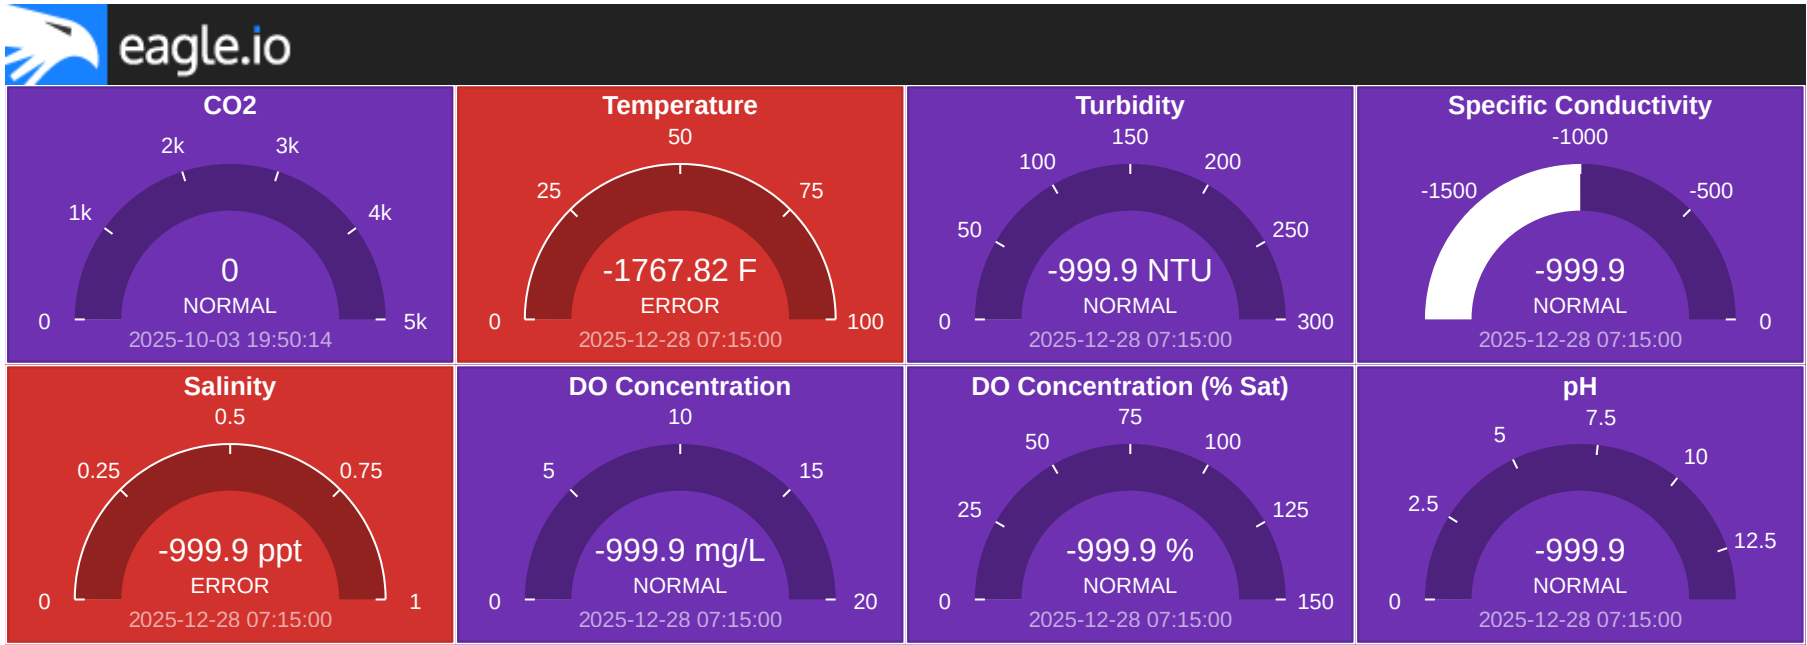 eagle.io
CO2
2k
3k
1k
4k
0
NORMAL
0
5k
2025-10-03 19:50:14
Temperature
50
25
75
-1767.82 F
ERROR
0
100
2025-12-28 07:15:00
Turbidity
150
100
200
50
250
-999.9 NTU
NORMAL
0
300
2025-12-28 07:15:00
Specific Conductivity
-1000
-1500
-500
-999.9
NORMAL
0
2025-12-28 07:15:00
Salinity
0.5
0.25
0.75
-999.9 ppt
ERROR
0
1
2025-12-28 07:15:00
DO Concentration
10
5
15
-999.9 mg/L
NORMAL
0
20
2025-12-28 07:15:00
DO Concentration (% Sat)
75
50
100
25
125
-999.9 %
NORMAL
0
150
2025-12-28 07:15:00
pH
7.5
5
10
2.5
12.5
-999.9
NORMAL
0
2025-12-28 07:15:00